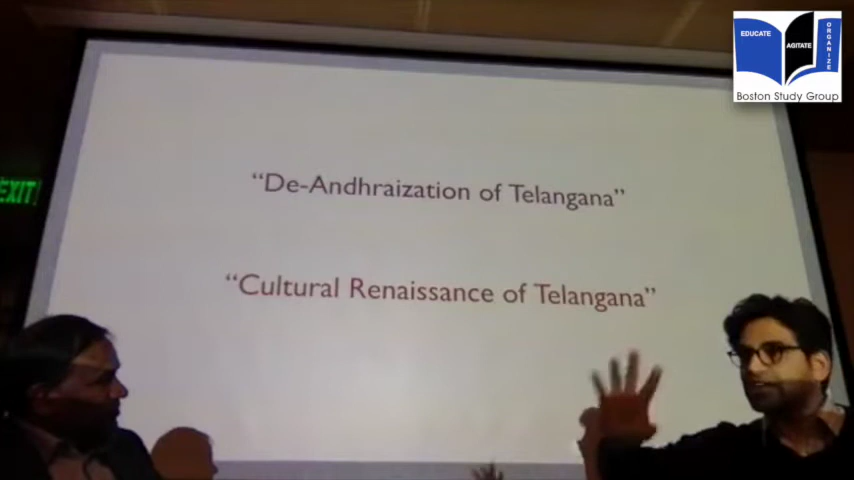 EDUCATE
AGITATE
ORGANIZE
Boston Study Group
EXIT
“De-Andhraization of Telangana”
“Cultural Renaissance of Telangana”